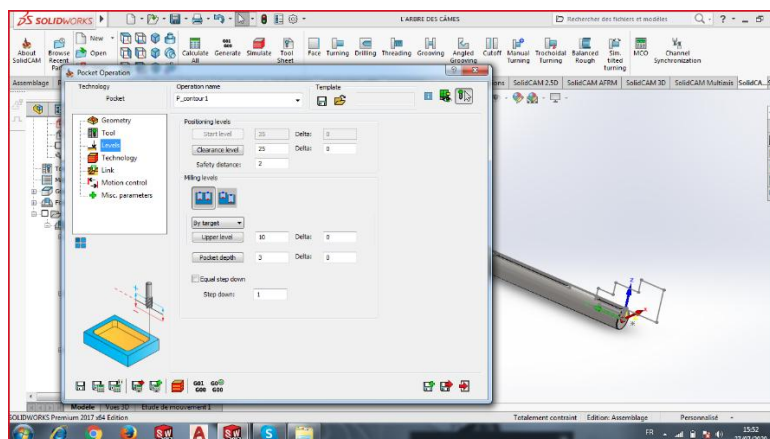 SOLIDWORKS
L'ARBRE DES CÂMES
Rechercher des fichiers et modèles
About SolidCAM
Browse Recent
New
Open
Calculate All
Generate
Simulate
Tool Sheet
Face
Turning
Drilling
Threading
Grooving
Angled Grooving
Cutoff
Manual Turning
Trochoidal Turning
Balanced Rough
Sim. tilted Turning
MCO
Channel Synchronization
Assemblage
SolidCAM 2.5D
SolidCAM AFRM
SolidCAM 3D
SolidCAM Multiaxis
SolidCA...
Pocket Operation
Technology
Pocket
Operation name
P_contour1
Template
Geometry
Tool
Levels
Technology
Link
Motion control
Misc. parameters
Positioning levels
Start level
Delta: 0
Clearance level 25 Delta: 0
Safety distance: 2
Milling levels
By target
Upper level 10 Delta: 0
Pocket depth 3 Delta: 0
Equal step down
Step down: 1
G01 G00
Modèle Vues 3D Etude de mouvement 1
SOLIDWORKS Premium 2017 x64 Edition
Totalement contraint
Edition: Assemblage
Personnalisé
FR
15:52